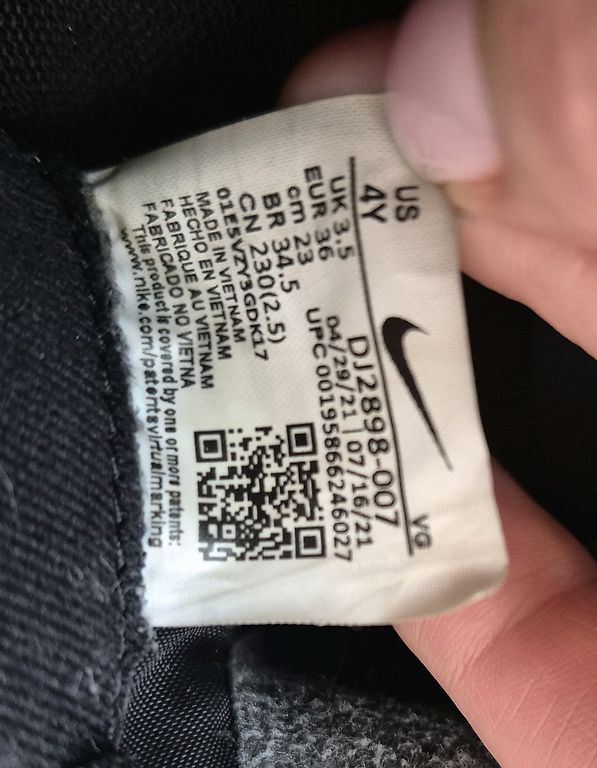 US
4Y
VG
UK 3.5
EUR 36
cm 23
BR 34.5
CN 230(2.5)
DJ2898-007
04/29/21 | 07/16/21
UPC 00195866246027
01E5VZY3GDK17
MADE IN VIETNAM
HECHO EN VIETNAM
FABRIQUE AU VIETNAM
FABRICADO NO VIETNA
This product is covered by one or more patents:
www.nike.com/patentsvirtualmarking